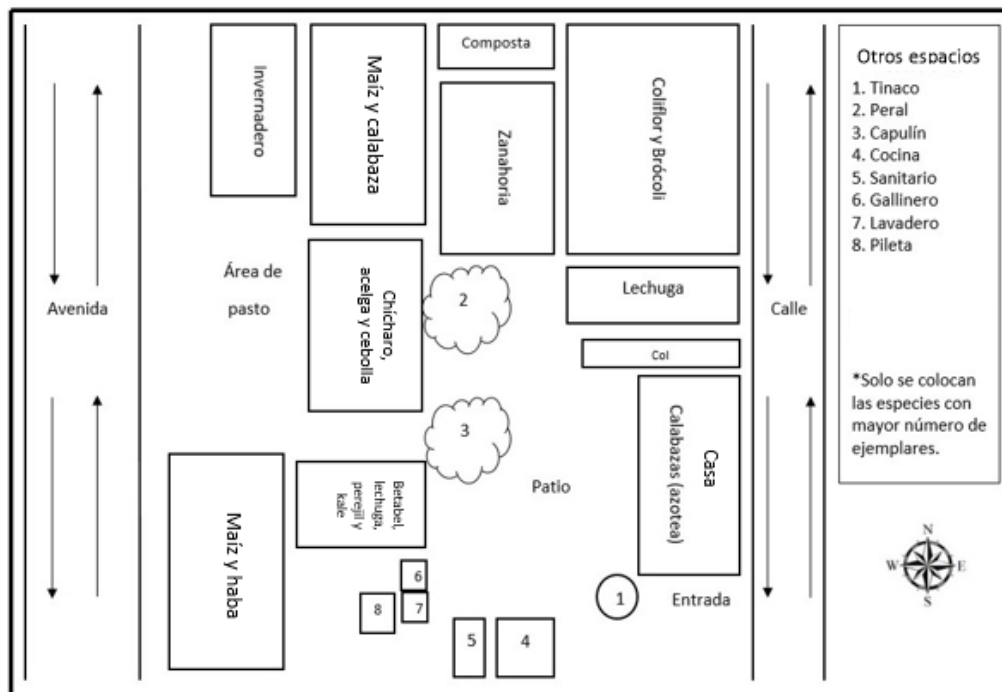 Avenida
Invernadero
Maíz y calabaza
Composta
Zanahoria
Coliflor y Brócoli
Área de
pasto
Chícharo,
acelga y cebolla
2
Lechuga
Col
3
Calle
Maíz y haba
Betabel,
lechuga,
perejil y
kale
Patio
Casa
Calabazas (azotea)
6
7
8
5
4
1
Entrada
Otros espacios
1. Tinaco
2. Peral
3. Capulín
4. Cocina
5. Sanitario
6. Gallinero
7. Lavadero
8. Pileta
*Solo se colocan
las especies con
mayor número de
ejemplares.
N
W
E
S